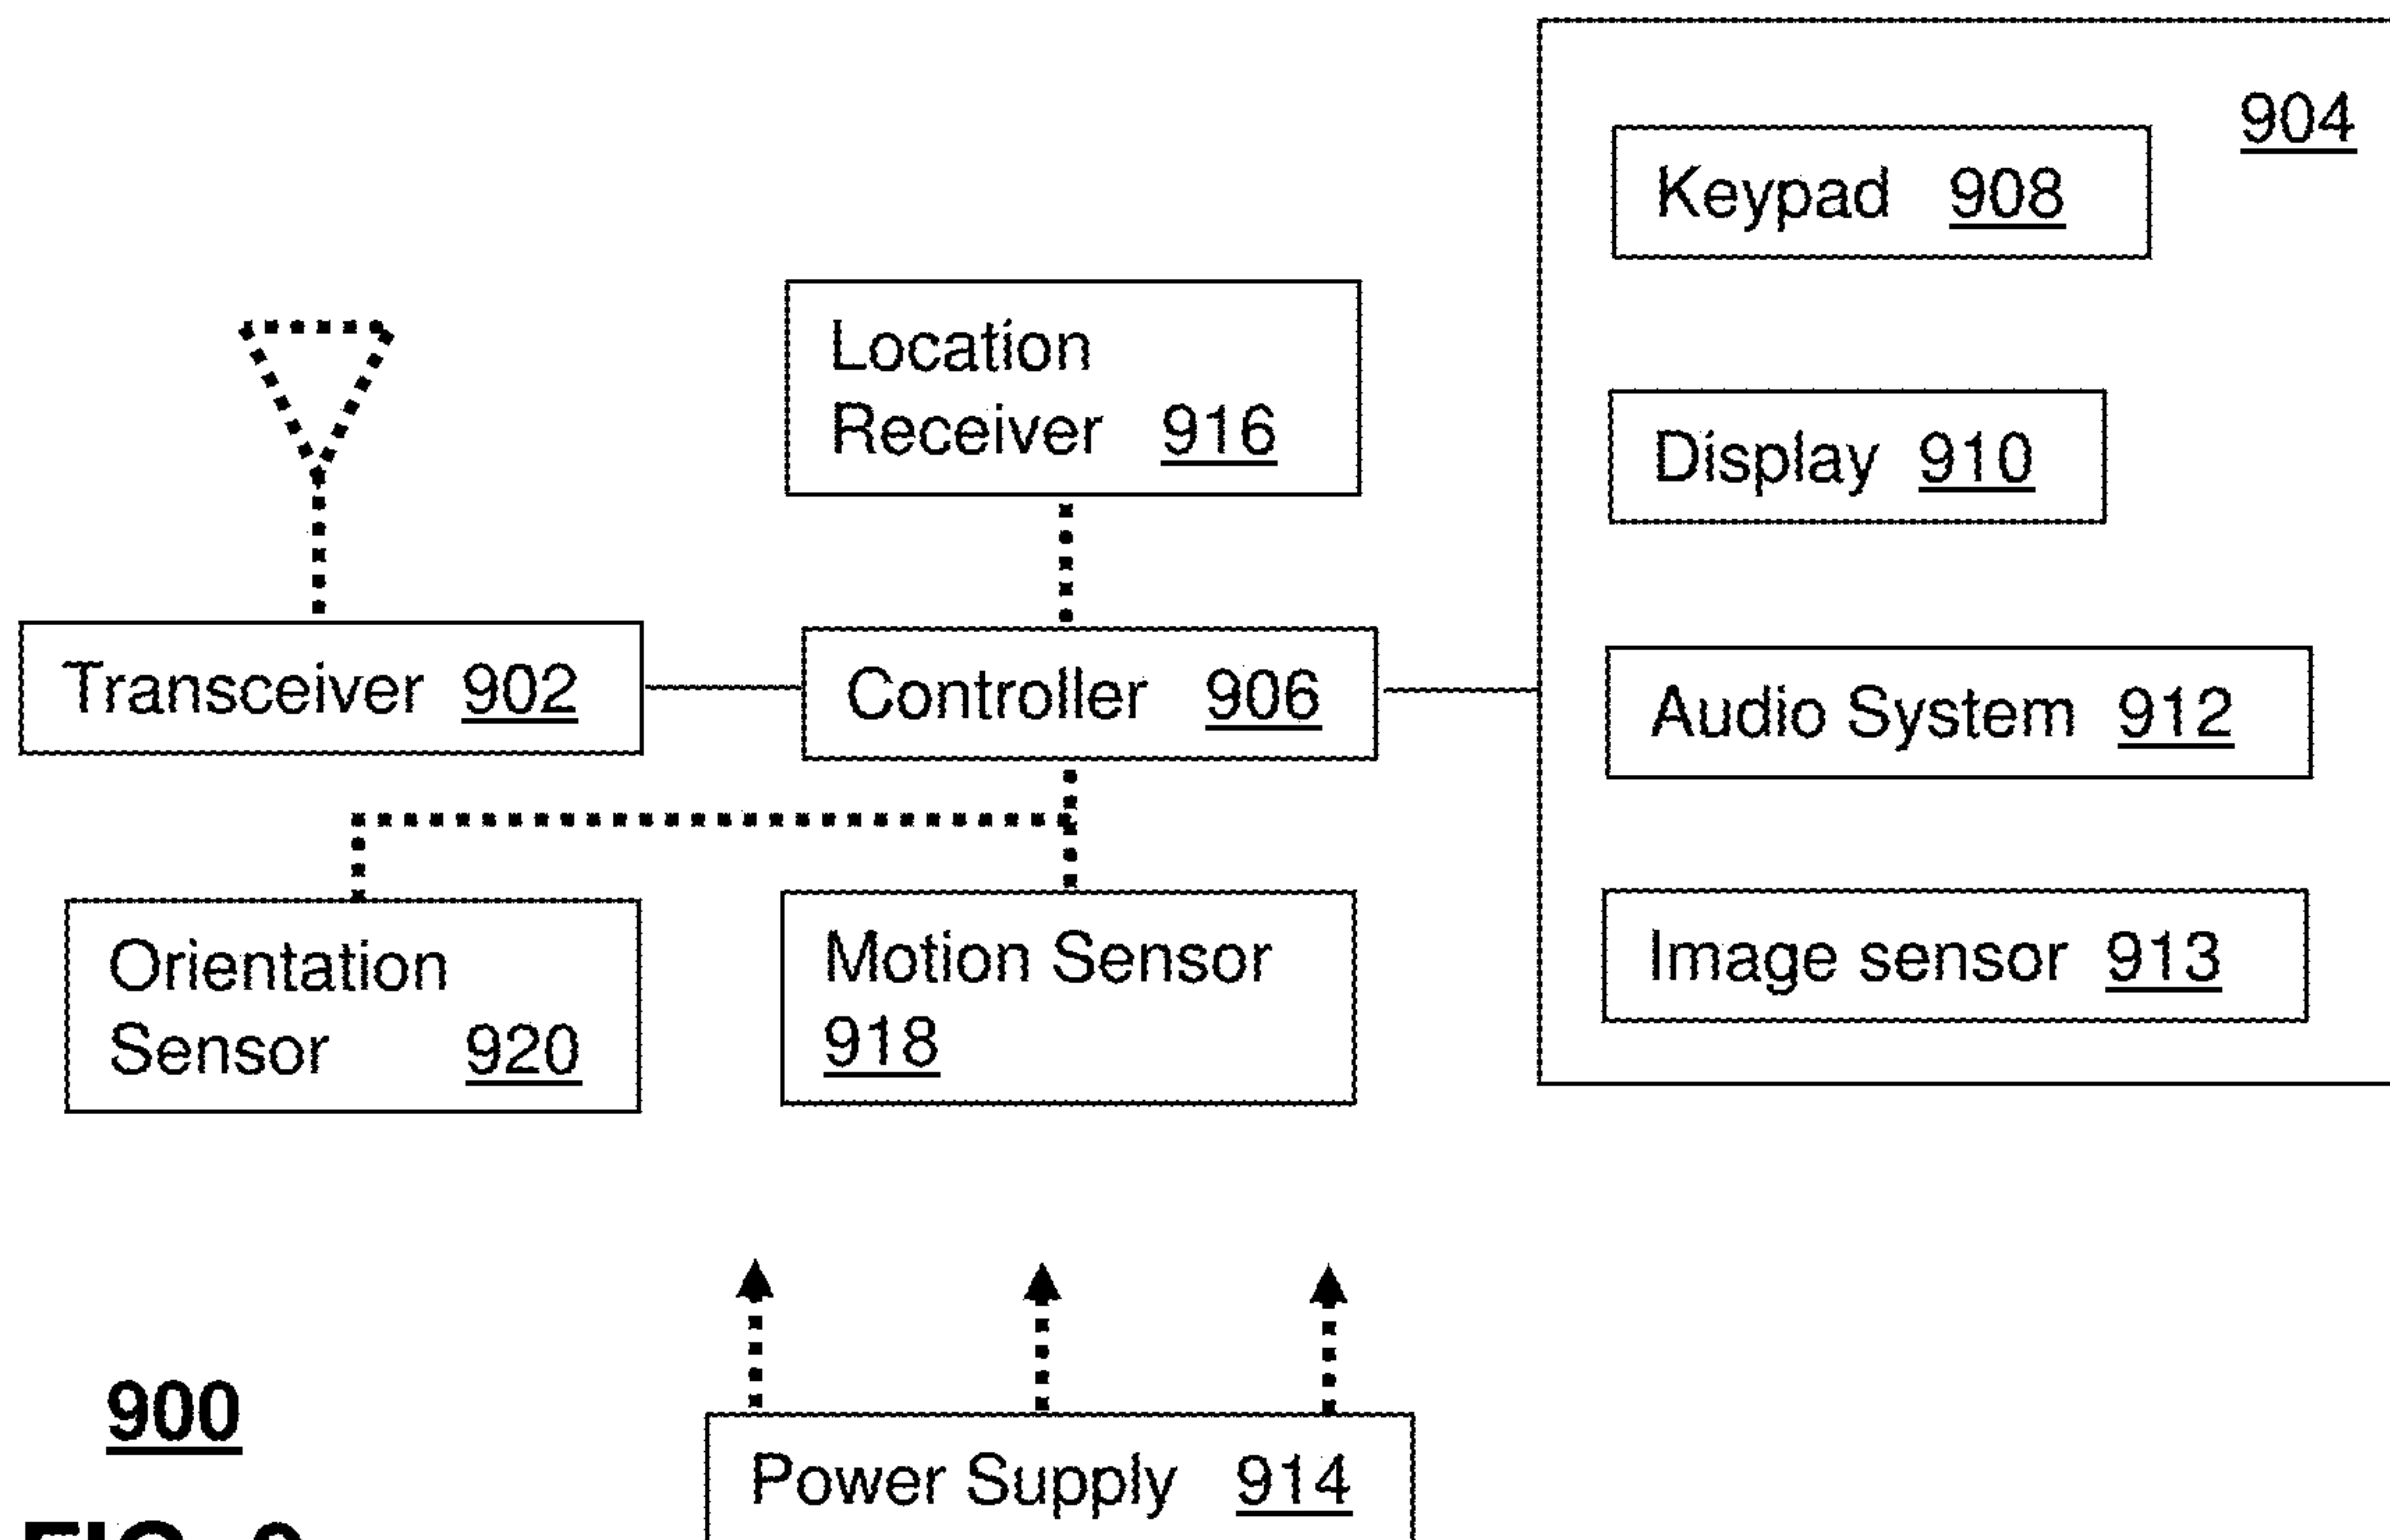 904
Keypad 908
Location
Receiver 916
Display 910
Transceiver 902
Controller 906
Audio System 912
Orientation
Sensor 920
Motion Sensor
918
Image sensor 913
900
Power Supply 914